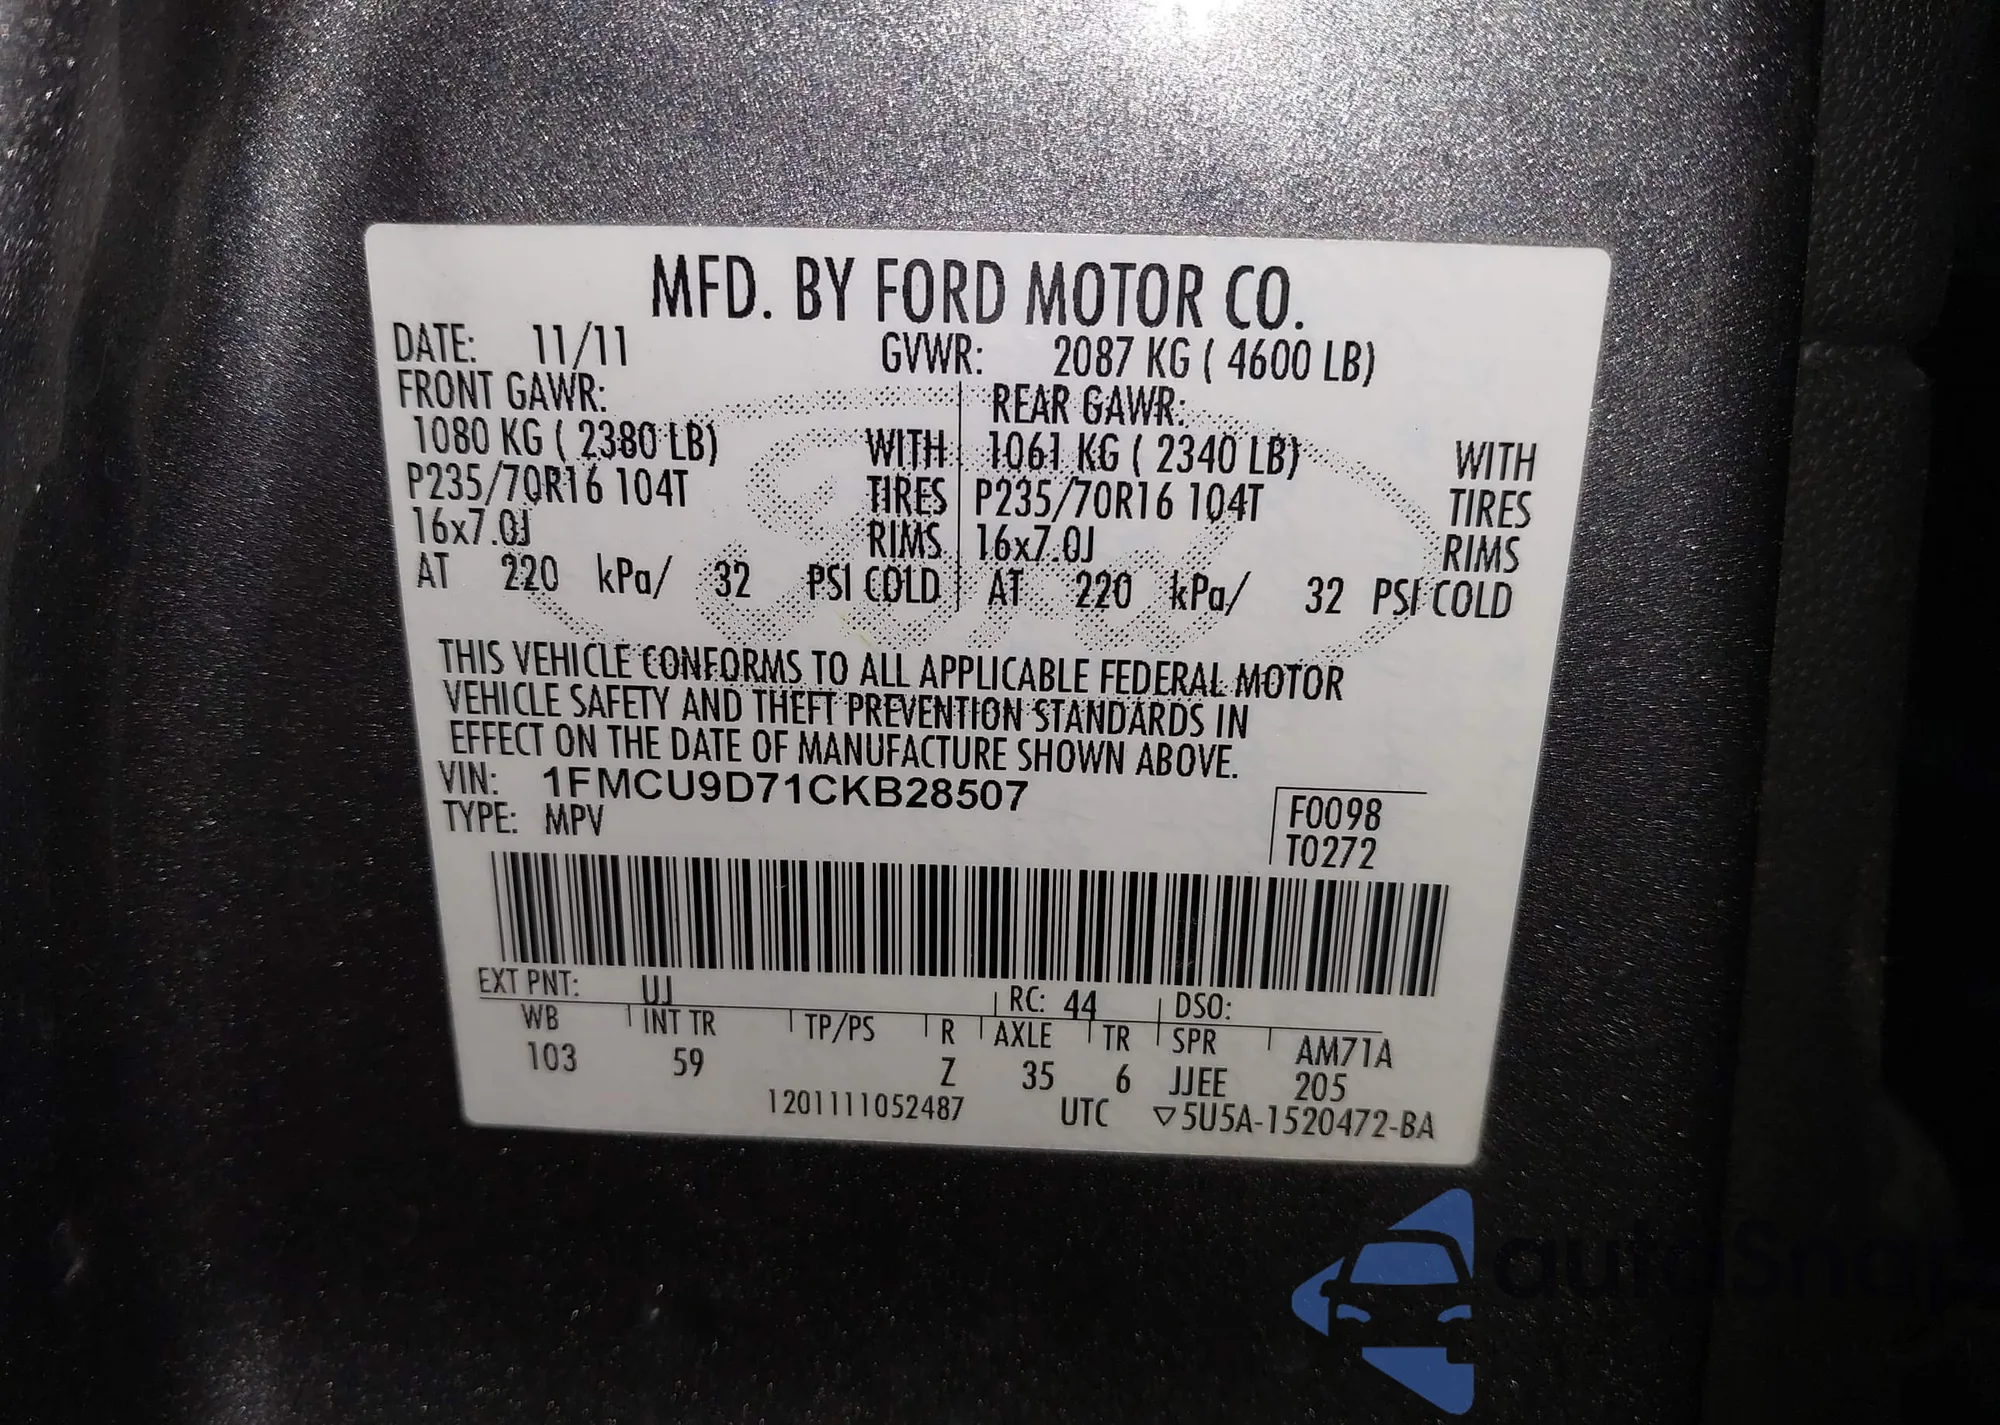 MFD. BY FORD MOTOR CO.
DATE: 11/11 GVWR: 2087 KG ( 4600 LB)
FRONT GAWR: REAR GAWR:
1080 KG ( 2380 LB) WITH 1061 KG ( 2340 LB) WITH
P235/70R16 104T TIRES P235/70R16 104T TIRES
16x7.0J RIMS 16x7.0J RIMS
AT 220 kPa/ 32 PSI COLD AT 220 kPa/ 32 PSI COLD
THIS VEHICLE CONFORMS TO ALL APPLICABLE FEDERAL MOTOR
VEHICLE SAFETY AND THEFT PREVENTION STANDARDS IN
EFFECT ON THE DATE OF MANUFACTURE SHOWN ABOVE.
VIN: 1FMCU9D71CKB28507
TYPE: MPV
F0098
T0272
EXT PNT: UJ RC: 44 DSO:
WB INT TR TP/PS R AXLE TR SPR AM71A
103 59 Z 35 6 JJEE 205
1201111052487 UTC ▽5U5A-1520472-BA